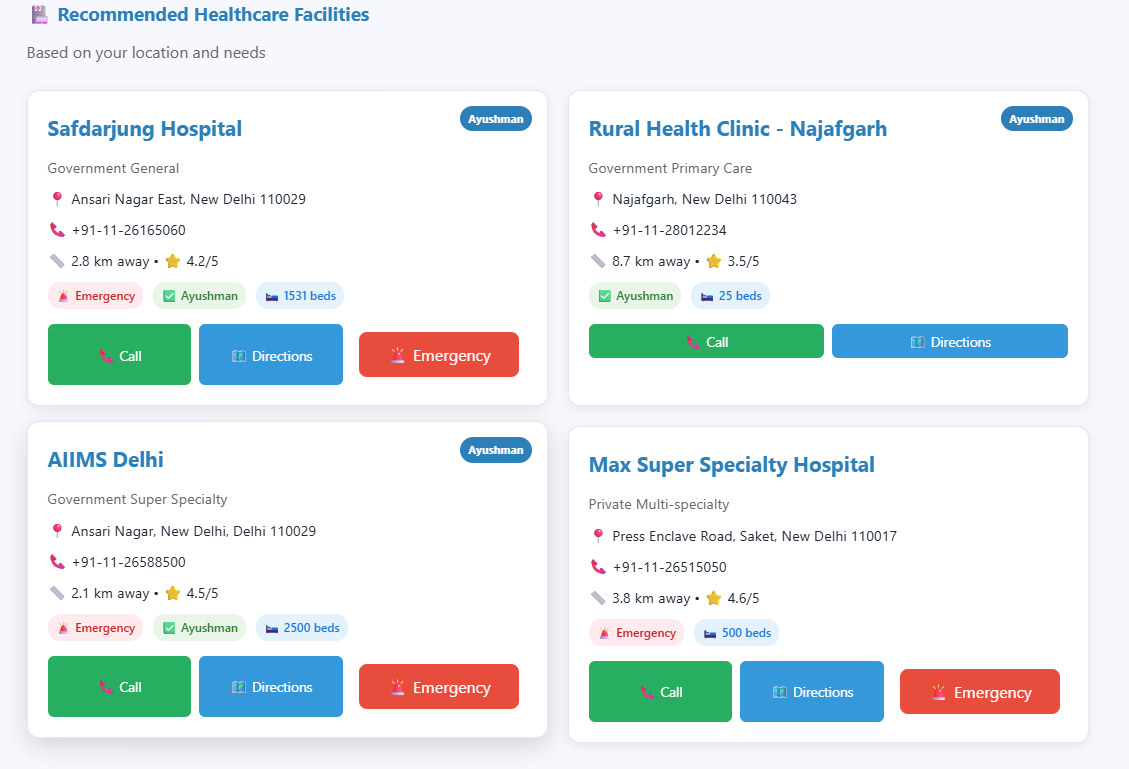 Recommended Healthcare Facilities
Based on your location and needs
Ayushman
Safdarjung Hospital
Government General
Ansari Nagar East, New Delhi 110029
+91-11-26165060
2.8 km away • 4.2/5
Emergency Ayushman 1531 beds
Call Directions Emergency
Ayushman
Rural Health Clinic - Najafgarh
Government Primary Care
Najafgarh, New Delhi 110043
+91-11-28012234
8.7 km away • 3.5/5
Ayushman 25 beds
Call Directions
Ayushman
AIIMS Delhi
Government Super Specialty
Ansari Nagar, New Delhi, Delhi 110029
+91-11-26588500
2.1 km away • 4.5/5
Emergency Ayushman 2500 beds
Call Directions Emergency
Max Super Specialty Hospital
Private Multi-specialty
Press Enclave Road, Saket, New Delhi 110017
+91-11-26515050
3.8 km away • 4.6/5
Emergency 500 beds
Call Directions Emergency